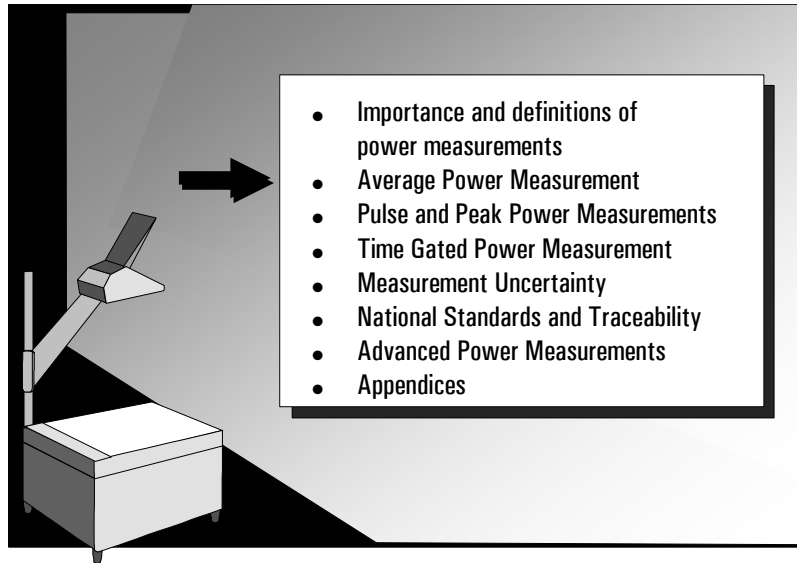 ● Importance and definitions of
power measurements
● Average Power Measurement
● Pulse and Peak Power Measurements
● Time Gated Power Measurement
● Measurement Uncertainty
● National Standards and Traceability
● Advanced Power Measurements
● Appendices